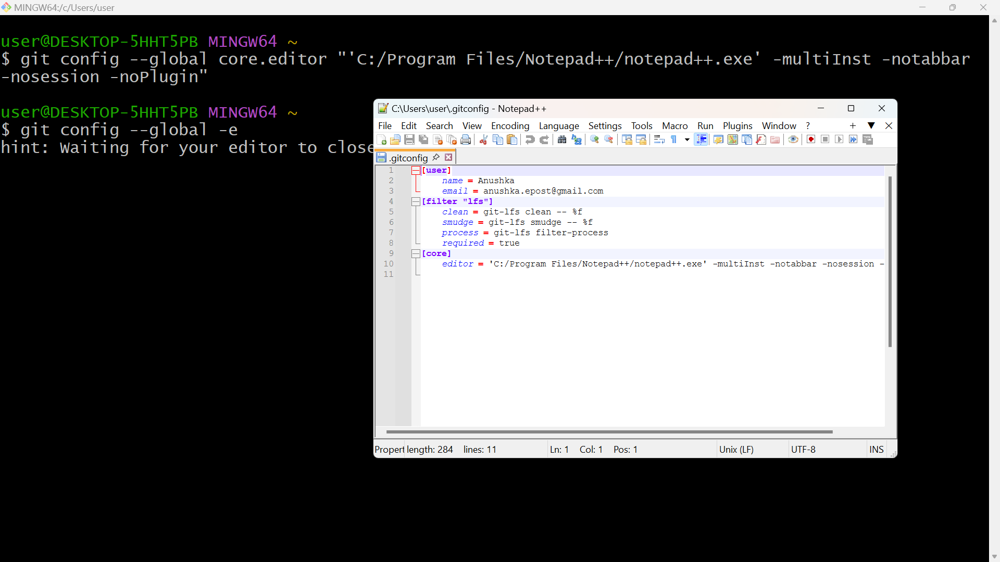 MINGW64:/c/Users/user
user@DESKTOP-5HHT5PB MINGW64 ~
$ git config --global core.editor "'C:/Program Files/Notepad++/notepad++.exe' -multiInst -notabbar
-nosession -noPlugin"
user@DESKTOP-5HHT5PB MINGW64 ~
$ git config --global -e
hint: Waiting for your editor to close
C:\Users\user\.gitconfig - Notepad++
File Edit Search View Encoding Language Settings Tools Macro Run Plugins Window ?
.gitconfig
1 [user]
2 name = Anushka
3 email = anushka.epost@gmail.com
4 [filter "lfs"]
5 clean = git-lfs clean -- %f
6 smudge = git-lfs smudge -- %f
7 process = git-lfs filter-process
8 required = true
9 [core]
10 editor = 'C:/Program Files/Notepad++/notepad++.exe' -multiInst -notabbar -nosession -
11
Propert length: 284 lines: 11 Ln: 1 Col: 1 Pos: 1 Unix (LF) UTF-8 INS